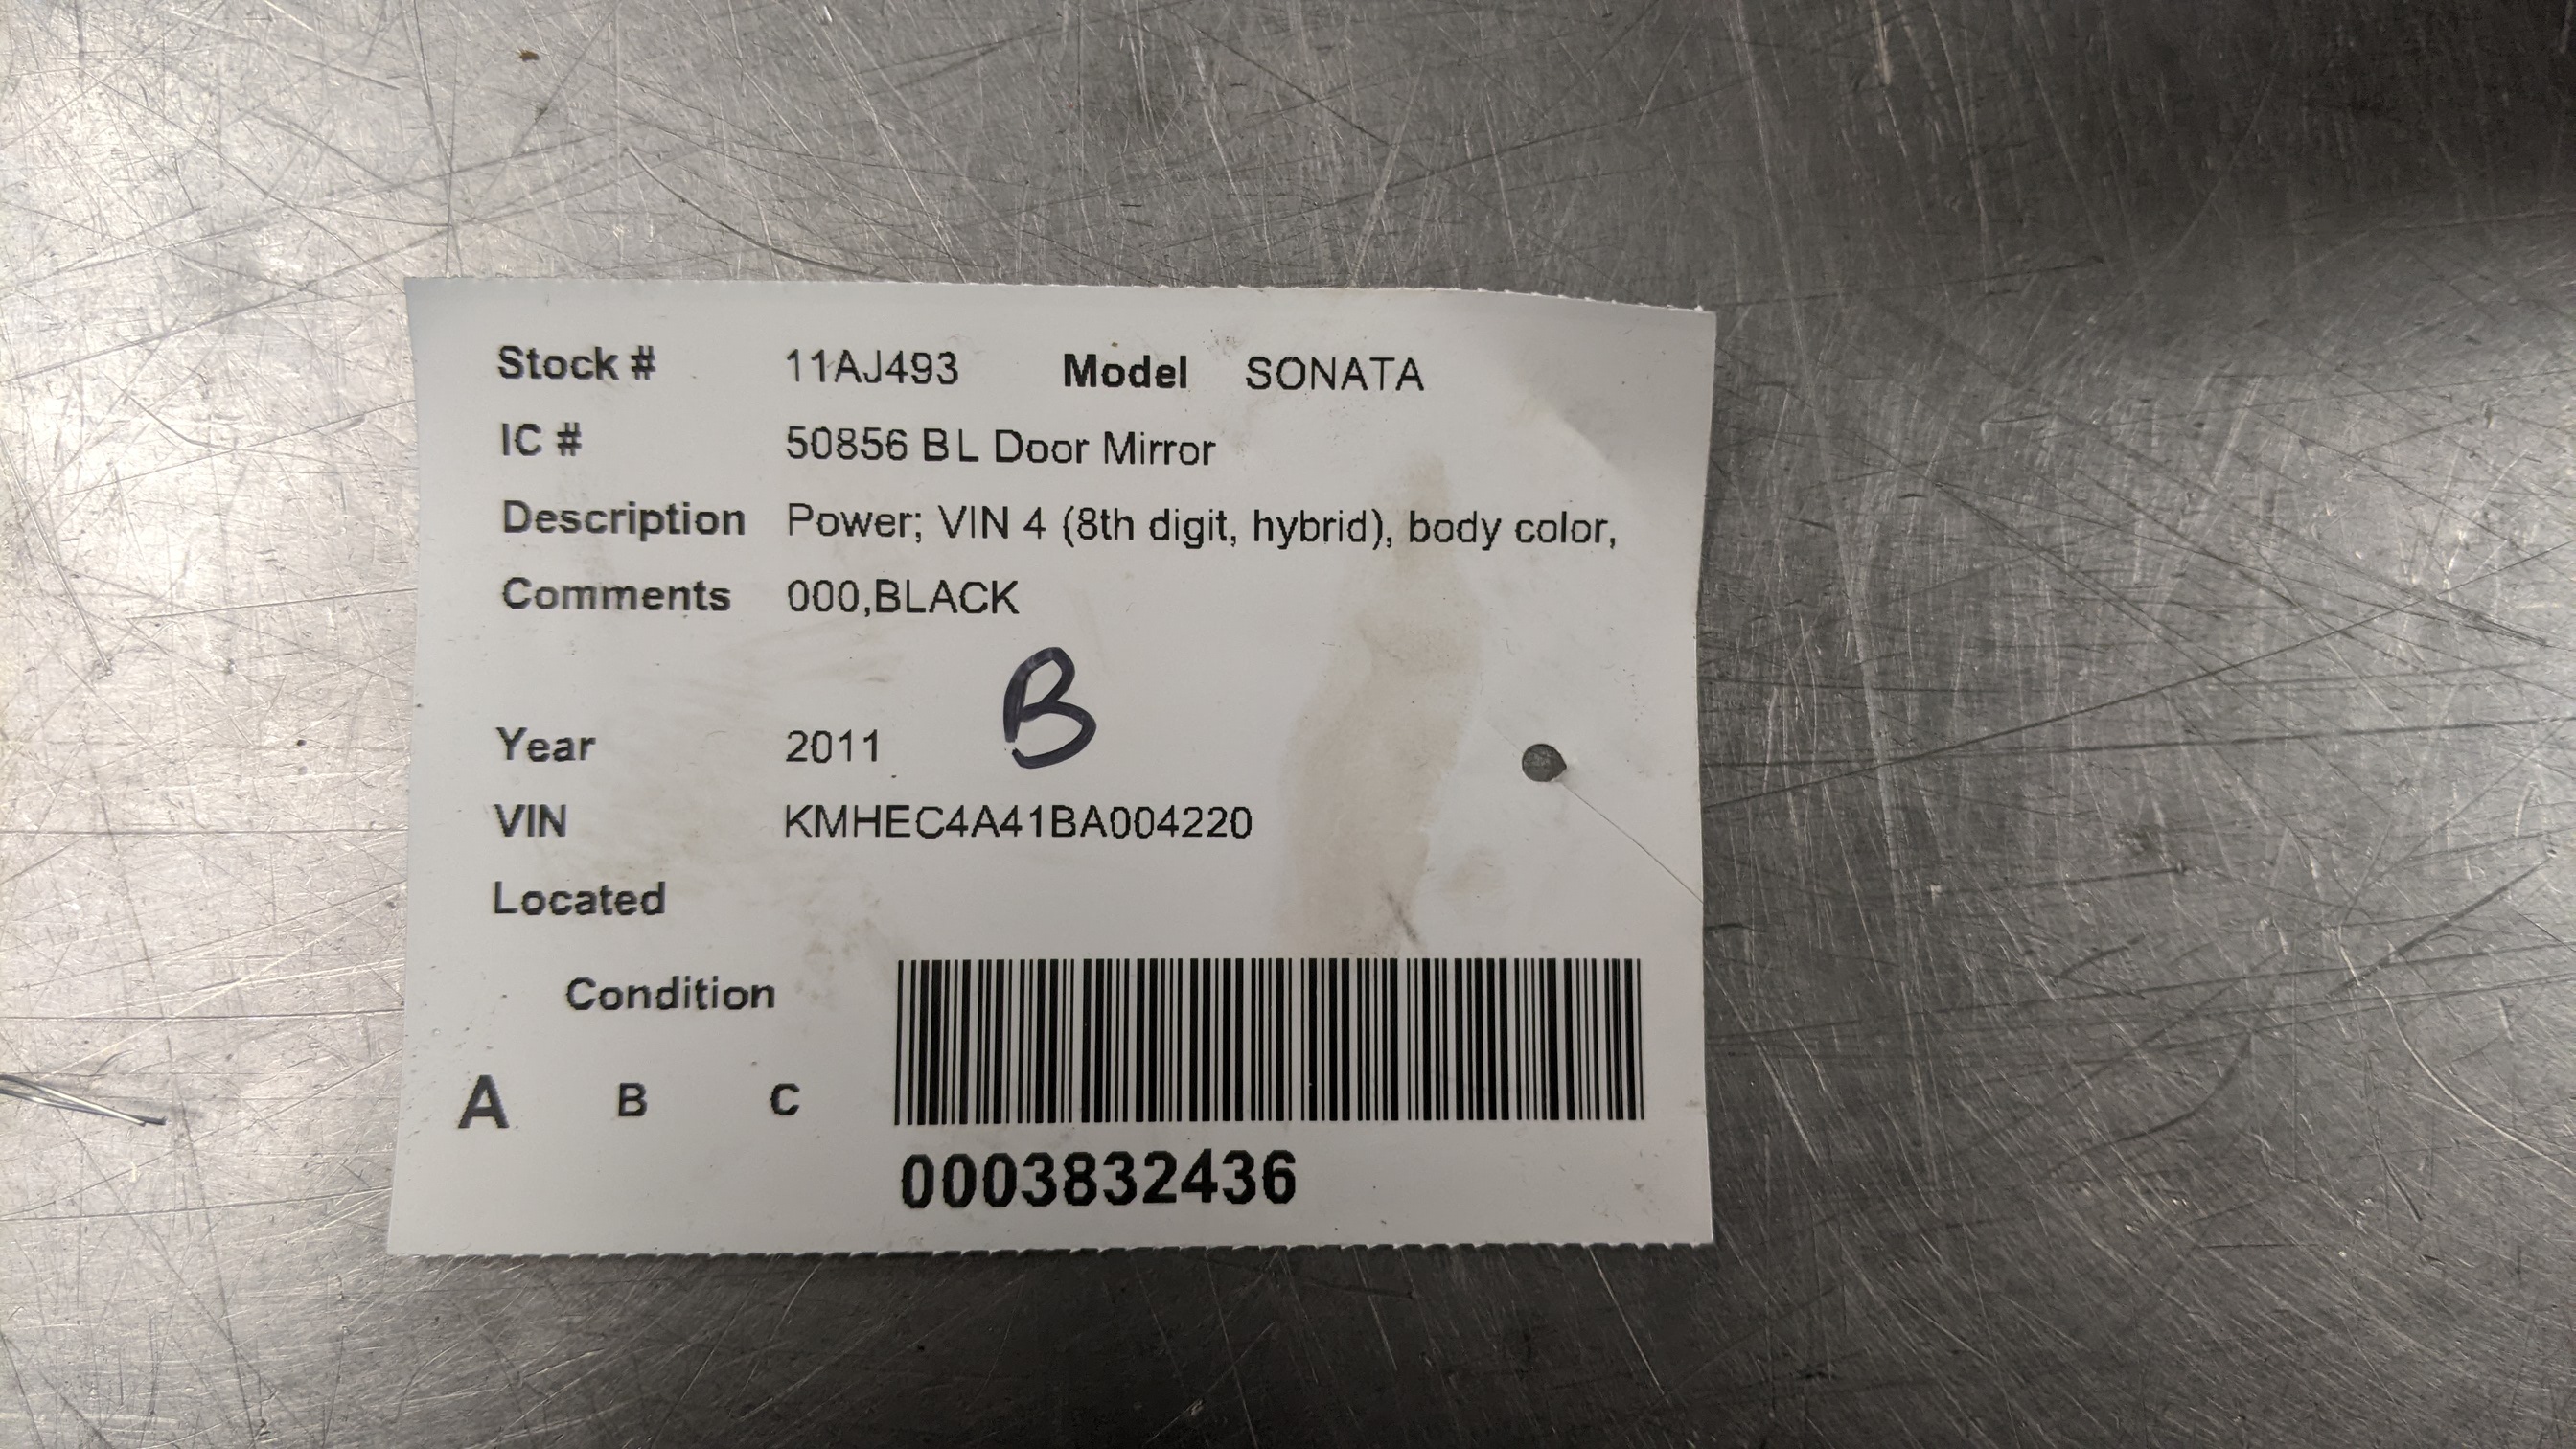 Stock # 11AJ493 Model SONATA
IC # 50856 B L Door Mirror
Description Power; VIN 4 (8th digit, hybrid), body color,
Comments 000,BLACK
B
Year 2011
VIN KMHEC4A41BA004220
Located
Condition
A B C
0003832436